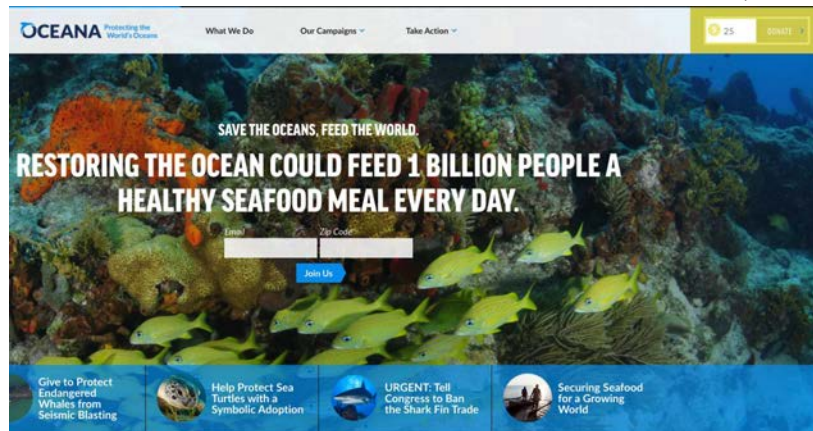 OCEANA Protecting the
World's Oceans
What We Do
Our Campaigns
Take Action
$ 25
DONATE
SAVE THE OCEANS, FEED THE WORLD.
RESTORING THE OCEAN COULD FEED 1 BILLION PEOPLE A
HEALTHY SEAFOOD MEAL EVERY DAY.
Email
Zip Code
Join Us
Give to Protect
Endangered
Whales from
Seismic Blasting
Help Protect Sea
Turtles with a
Symbolic Adoption
URGENT: Tell
Congress to Ban
the Shark Fin Trade
Securing Seafood
for a Growing
World